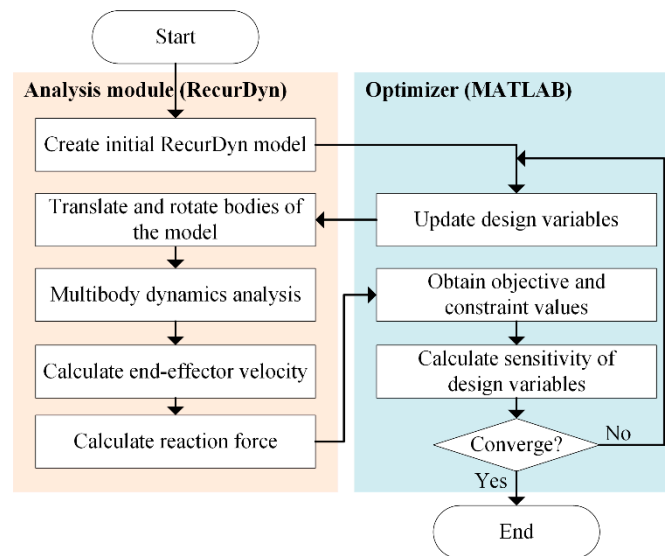 Start
Analysis module (RecurDyn)
Optimizer (MATLAB)
Create initial RecurDyn model
Translate and rotate bodies of
the model
Update design variables
Multibody dynamics analysis
Obtain objective and
constraint values
Calculate end-effector velocity
Calculate sensitivity of
design variables
Calculate reaction force
Converge?
No
Yes
End